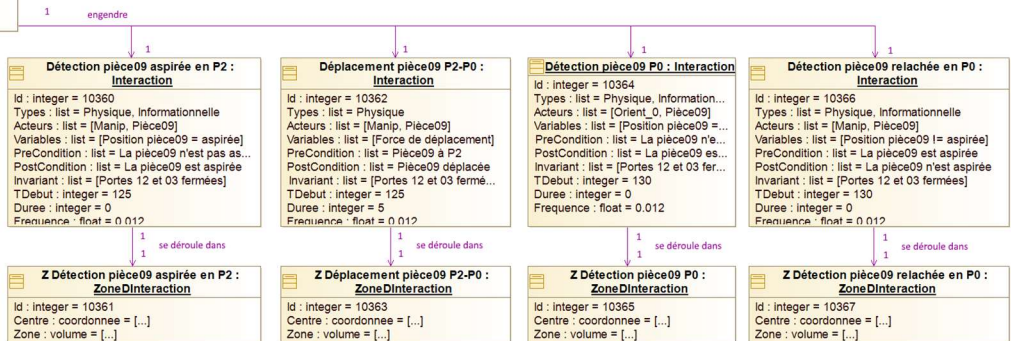 1
engendre
1
1
1
1
Détection pièce09 aspirée en P2 :
Interaction
Id : integer = 10360
Types : list = Physique, Informationnelle
Acteurs : list = [Manip, Pièce09]
Variables : list = [Position pièce09 = aspirée]
PreCondition : list = La pièce09 n'est pas as...
PostCondition : list = La pièce09 est aspirée
Invariant : list = [Portes 12 et 03 fermées]
TDebut : integer = 125
Duree : integer = 0
Frequence : float = 0.012
Déplacement pièce09 P2-P0 :
Interaction
Id : integer = 10362
Types : list = Physique
Acteurs : list = [Manip, Pièce09]
Variables : list = [Force de déplacement]
PreCondition : list = Pièce09 à P2
PostCondition : list = Pièce09 déplacée
Invariant : list = [Portes 12 et 03 fermé...
TDebut : integer = 125
Duree : integer = 5
Frequence : float = 0.012
Détection pièce09 P0 : Interaction
Id : integer = 10364
Types : list = Physique, Information...
Acteurs : list = [Orient_0, Pièce09]
Variables : list = [Position pièce09 =...
PreCondition : list = La pièce09 n'e...
PostCondition : list = La pièce09 es...
Invariant : list = [Portes 12 et 03 fer...
TDebut : integer = 130
Duree : integer = 0
Frequence : float = 0.012
Détection pièce09 relachée en P0 :
Interaction
Id : integer = 10366
Types : list = Physique, Informationnelle
Acteurs : list = [Manip, Pièce09]
Variables : list = [Position pièce09 != aspirée]
PreCondition : list = La pièce09 est aspirée
PostCondition : list = La pièce09 n'est aspirée
Invariant : list = [Portes 12 et 03 fermées]
TDebut : integer = 130
Duree : integer = 0
Frequence : float = 0.012
1
se déroule dans
1
1
se déroule dans
1
1
se déroule dans
1
1
se déroule dans
1
Z Détection pièce09 aspirée en P2 :
ZoneDInteraction
Id : integer = 10361
Centre : coordonnee = [...]
Zone : volume = [...]
Z Déplacement pièce09 P2-P0 :
ZoneDInteraction
Id : integer = 10363
Centre : coordonnee = [...]
Zone : volume = [...]
Z Détection pièce09 P0 :
ZoneDInteraction
Id : integer = 10365
Centre : coordonnee = [...]
Zone : volume = [...]
Z Détection pièce09 relachée en P0 :
ZoneDInteraction
Id : integer = 10367
Centre : coordonnee = [...]
Zone : volume = [...]